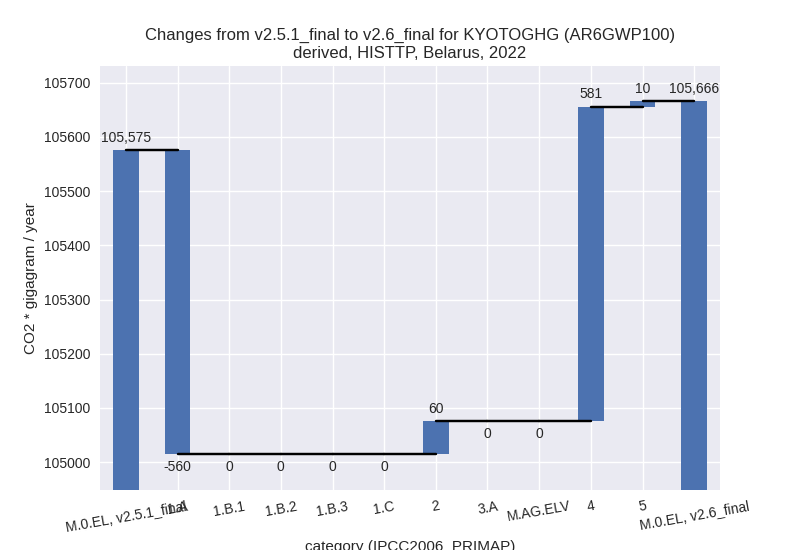 Changes from v2.5.1_final to v2.6_final for KYOTOGHG (AR6GWP100)
derived, HISTTP, Belarus, 2022
105700
105600
105500
105400
105300
105200
105100
105000
CO2 * gigagram / year
105,575
-560
0
0
0
0
60
0
0
581
10
105,666
M.0.EL, v2.5.1_final
1.A
1.B.1
1.B.2
1.B.3
1.C
2
3.A
M.AG.ELV
4
5
M.0.EL, v2.6_final
category (IPCC2006_PRIMAP)